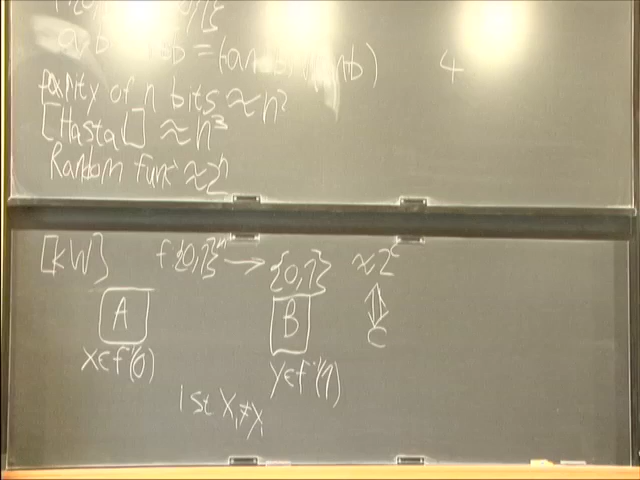 = (a∧ b)
4
parity of n bits ≈n²
[Hastad] ≈n³
Random func ≈2ⁿ
[KW] f{0,1}ⁿ → {0,1} ≈2ᶜ
A B ⇕
C
x∈f⁻¹(0) y∈f⁻¹(1)
i st Xᵢ≠Yᵢ